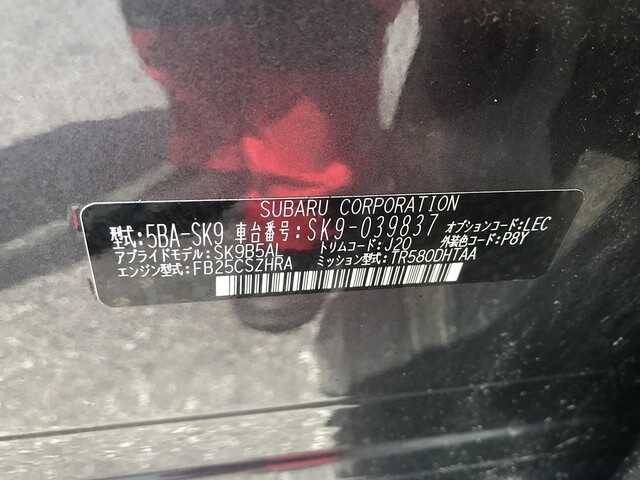 SUBARU CORPORATION
型式:5BA-SK9 車台番号:SK9-039837 オプションコード:LEC
アプライドモデル:SK9B5AL トリムコード:J20 外装色コード:P8Y
エンジン型式:FB25CSZHRA ミッション型式:TR580DHTAA